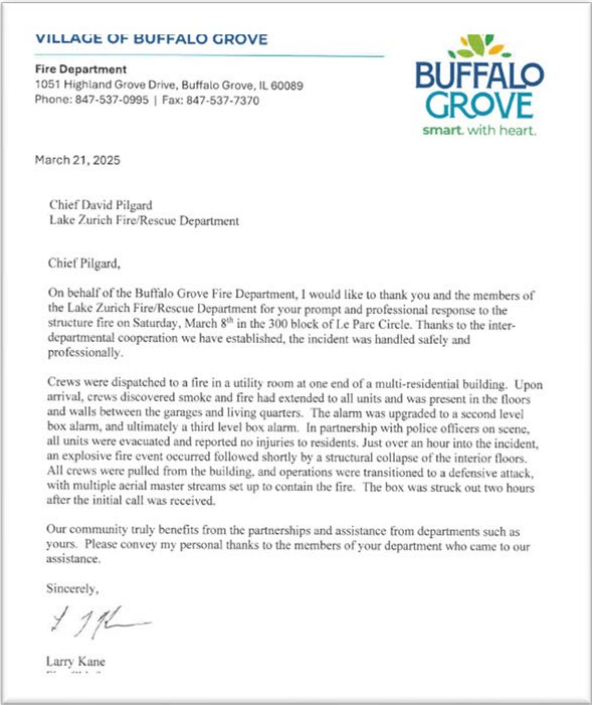 VILLAGE OF BUFFALO GROVE
Fire Department
1051 Highland Grove Drive, Buffalo Grove, IL 60089
Phone: 847-537-0995 | Fax: 847-537-7370
BUFFALO
GROVE
smart. with heart.
March 21, 2025
Chief David Pilgard
Lake Zurich Fire/Rescue Department
Chief Pilgard,
On behalf of the Buffalo Grove Fire Department, I would like to thank you and the members of
the Lake Zurich Fire/Rescue Department for your prompt and professional response to the
structure fire on Saturday, March 8th in the 300 block of Le Parc Circle. Thanks to the inter-
departmental cooperation we have established, the incident was handled safely and
professionally.
Crews were dispatched to a fire in a utility room at one end of a multi-residential building. Upon
arrival, crews discovered smoke and fire had extended to all units and was present in the floors
and walls between the garages and living quarters. The alarm was upgraded to a second level
box alarm, and ultimately a third level box alarm. In partnership with police officers on scene,
all units were evacuated and reported no injuries to residents. Just over an hour into the incident,
an explosive fire event occurred followed shortly by a structural collapse of the interior floors.
All crews were pulled from the building, and operations were transitioned to a defensive attack,
with multiple aerial master streams set up to contain the fire. The box was struck out two hours
after the initial call was received.
Our community truly benefits from the partnerships and assistance from departments such as
yours. Please convey my personal thanks to the members of your department who came to our
assistance.
Sincerely,
Larry Kane